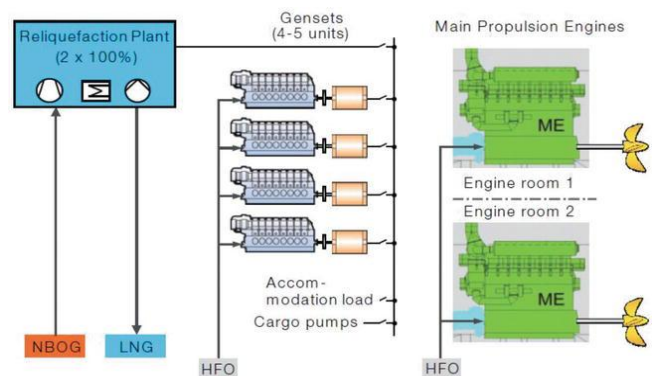 Reliquefaction Plant
(2 x 100%)
Gensets
(4-5 units)
Main Propulsion Engines
ME
Engine room 1
Engine room 2
ME
Accom-
modation load
Cargo pumps
NBOG
LNG
HFO
HFO